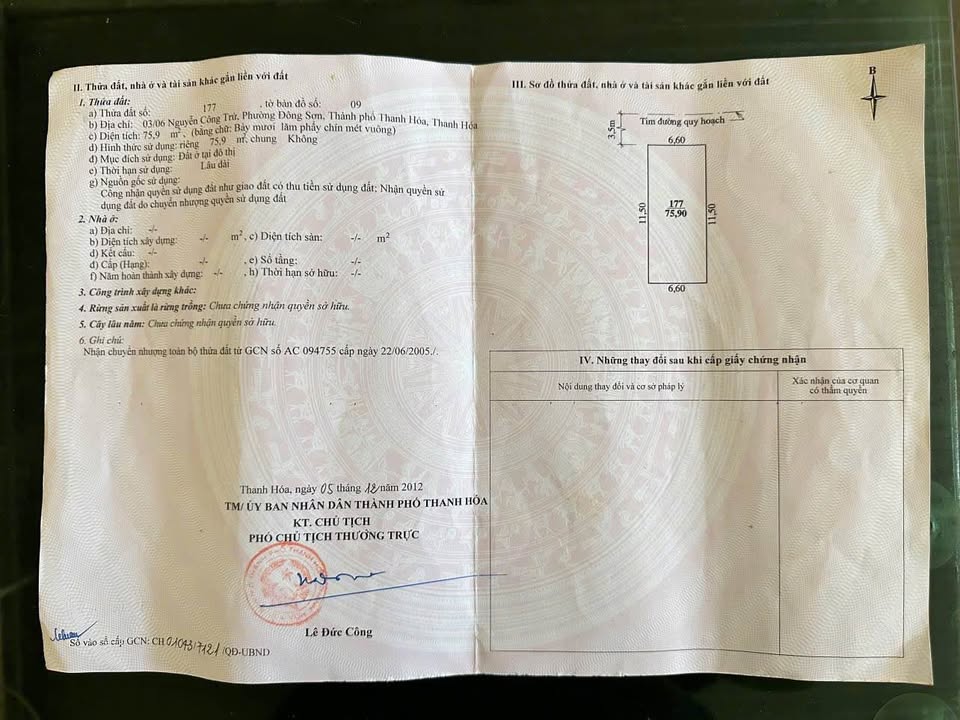 II. Thửa đất, nhà ở và tài sản khác gắn liền với đất
1. Thửa đất:
a) Thửa đất số: 177 , tờ bản đồ số: 09
b) Địa chỉ: 03/06 Nguyễn Công Trứ, Phường Đông Sơn, Thành phố Thanh Hóa, Thanh Hóa
c) Diện tích: 75,9 m², (bằng chữ: Bảy mươi lăm phẩy chín mét vuông)
d) Hình thức sử dụng: riêng 75,9 m², chung Không
đ) Mục đích sử dụng: Đất ở tại đô thị
e) Thời hạn sử dụng: Lâu dài
g) Nguồn gốc sử dụng:
Công nhận quyền sử dụng đất như giao đất có thu tiền sử dụng đất; Nhận quyền sử
dụng đất do chuyển nhượng quyền sử dụng đất
2. Nhà ở:
a) Địa chỉ: -/-
b) Diện tích xây dựng: -/- m², c) Diện tích sàn: -/- m²
d) Kết cấu: -/-
đ) Cấp (Hạng): -/- , e) Số tầng: -/-
f) Năm hoàn thành xây dựng: -/- , h) Thời hạn sở hữu: -/-
3. Công trình xây dựng khác:
4. Rừng sản xuất là rừng trồng: Chưa chứng nhận quyền sở hữu.
5. Cây lâu năm: Chưa chứng nhận quyền sở hữu.
6. Ghi chú:
Nhận chuyển nhượng toàn bộ thửa đất từ GCN số AC 094755 cấp ngày 22/06/2005./.
Thanh Hóa, ngày 05 tháng 12 năm 2012
TM/ ỦY BAN NHÂN DÂN THÀNH PHỐ THANH HÓA
KT. CHỦ TỊCH
PHÓ CHỦ TỊCH THƯỜNG TRỰC
Lê Đức Công
Số vào sổ cấp GCN: CH 01043/7121 /QĐ-UBND
III. Sơ đồ thửa đất, nhà ở và tài sản khác gắn liền với đất
B
Tim đường quy hoạch
3,5m
6,60
11,50
177
75,90
11,50
6,60
IV. Những thay đổi sau khi cấp giấy chứng nhận
Nội dung thay đổi và cơ sở pháp lý
Xác nhận của cơ quan
có thẩm quyền